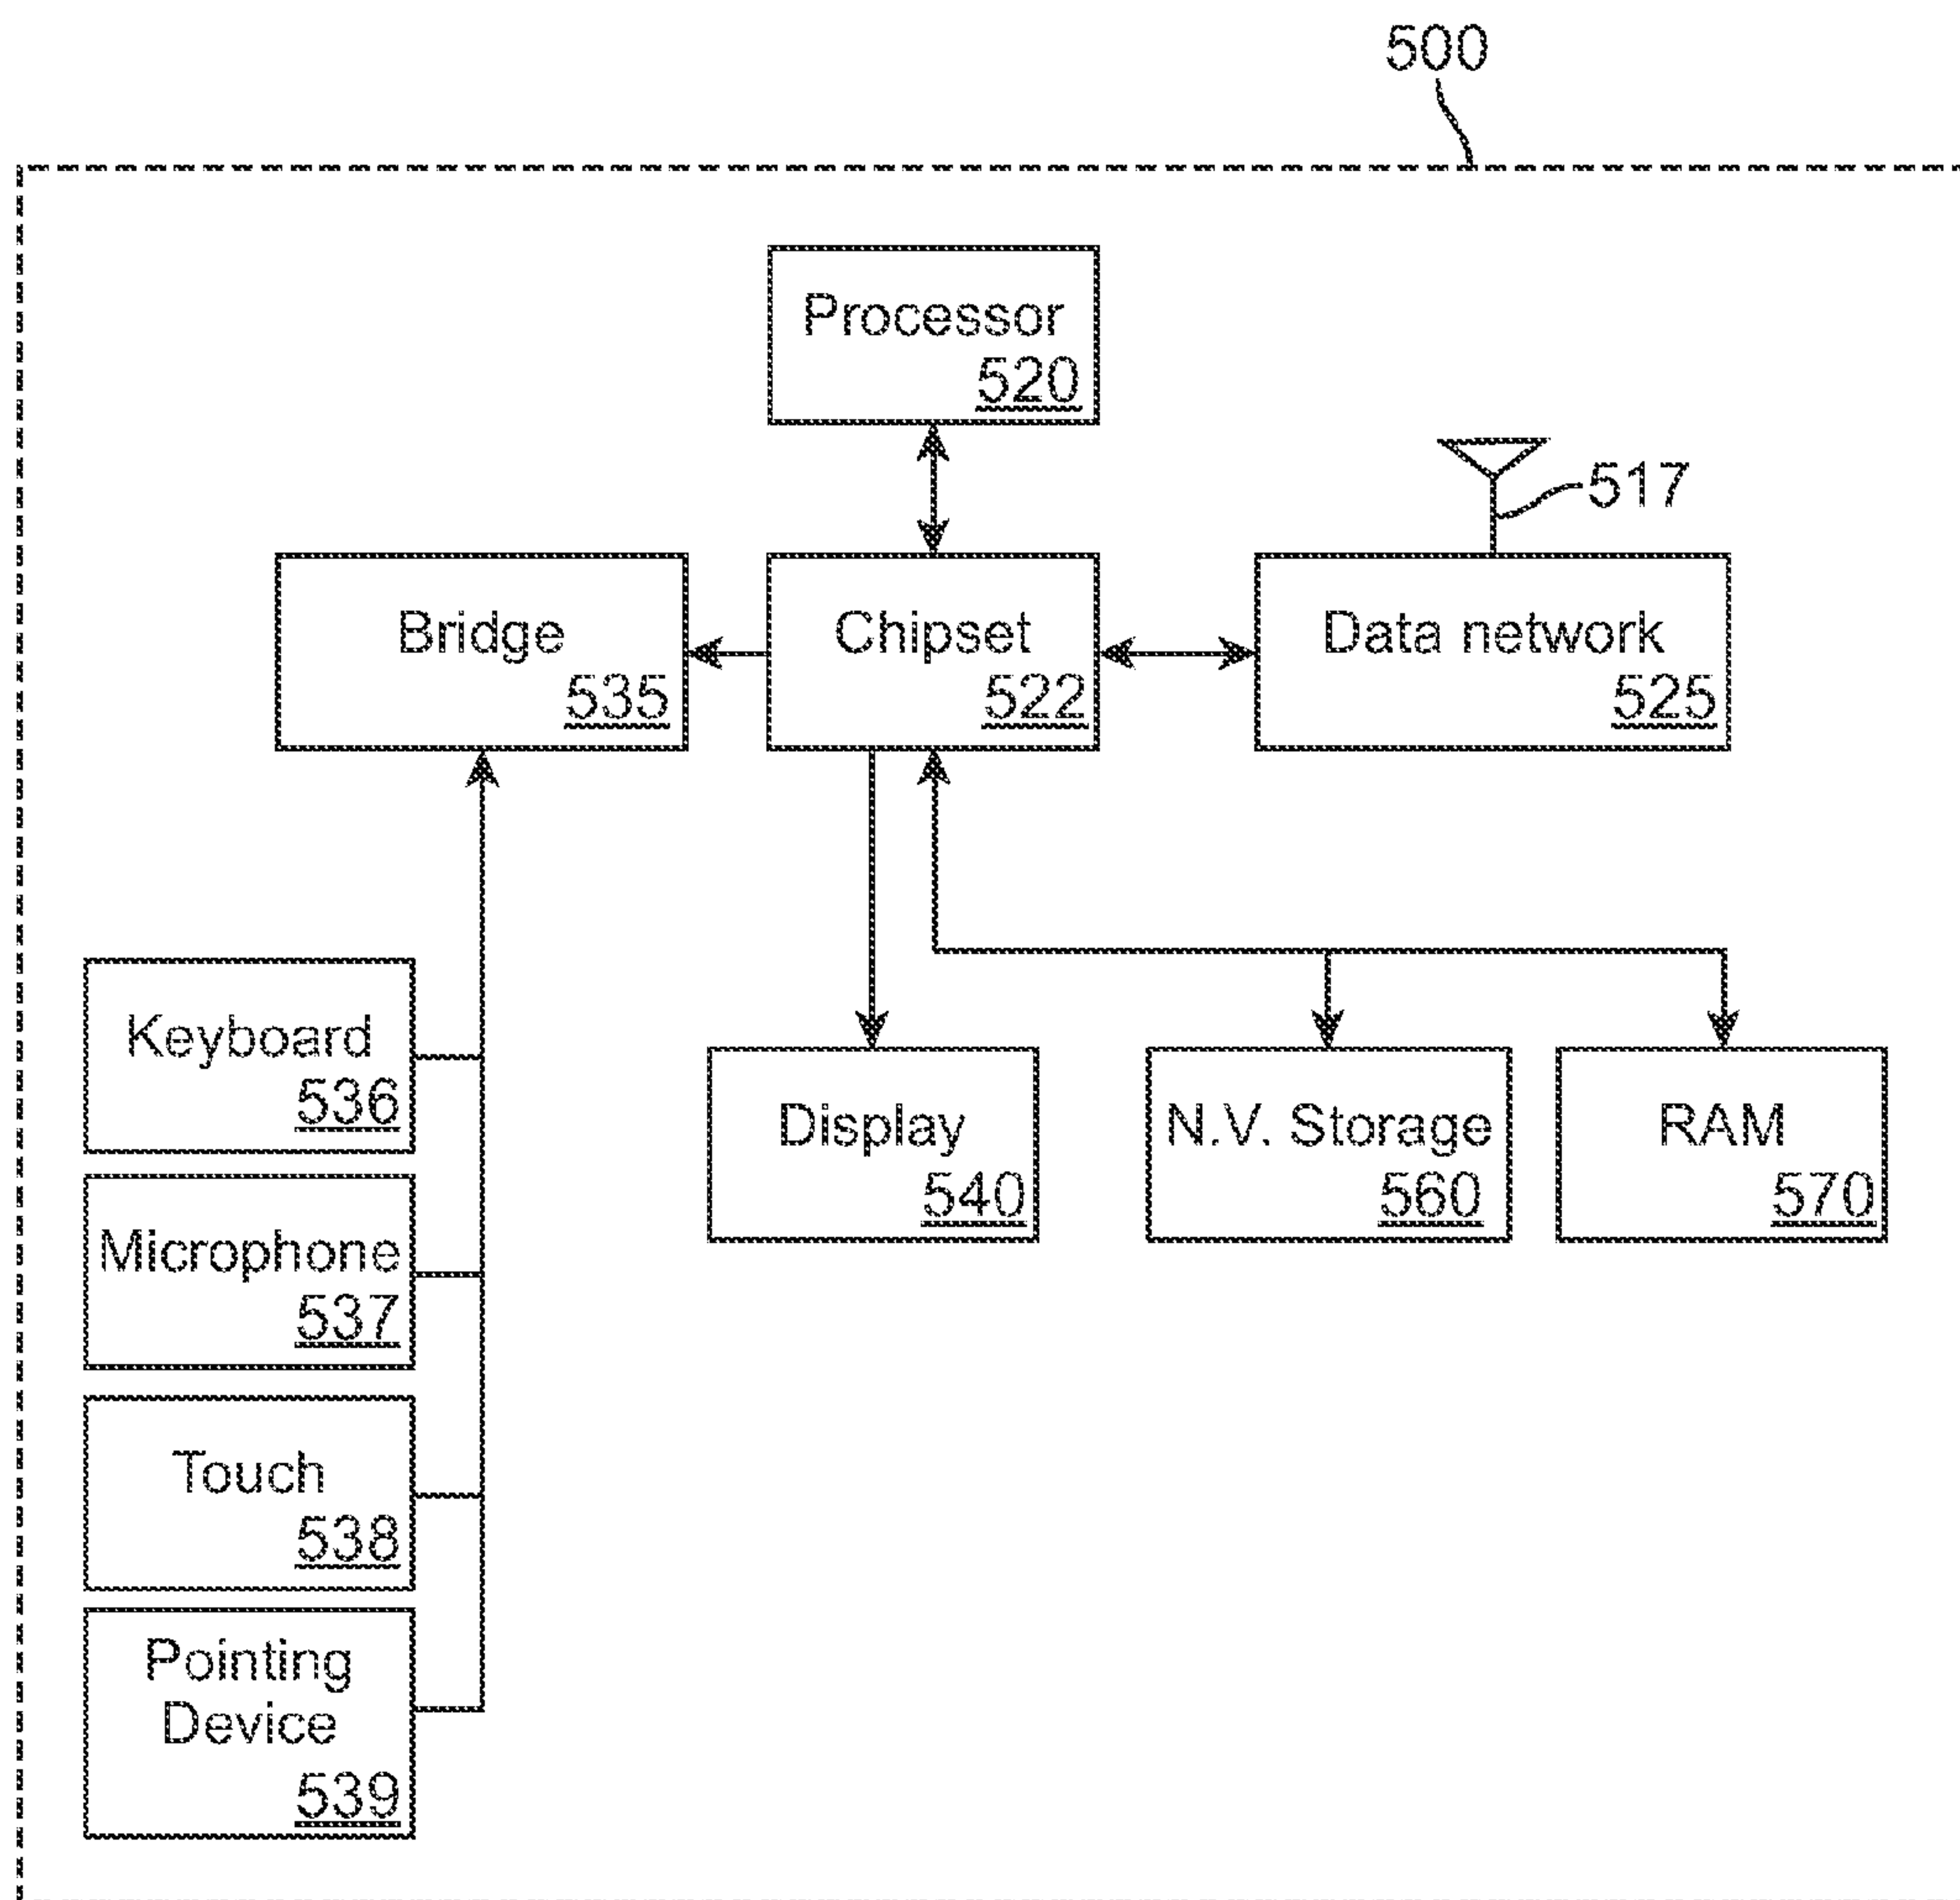 500
Processor
520
517
Bridge
535
Chipset
522
Data network
525
Keyboard
536
Microphone
537
Touch
538
Pointing
Device
539
Display
540
N.V. Storage
560
RAM
570